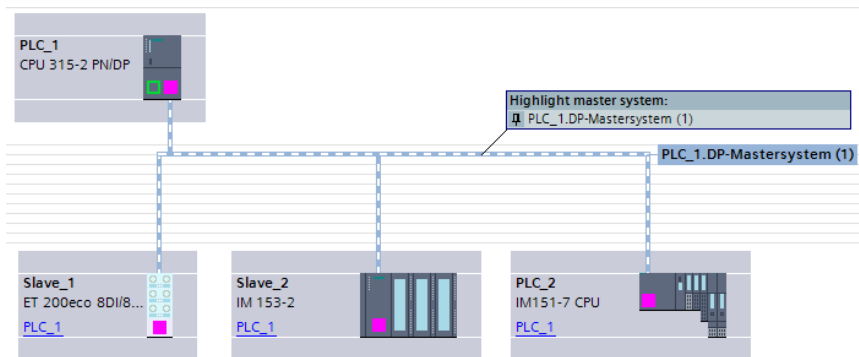 PLC_1
CPU 315-2 PN/DP
Highlight master system:
PLC_1.DP-Mastersystem (1)
PLC_1.DP-Mastersystem (1)
Slave_1
ET 200eco 8DI/8...
PLC_1
Slave_2
IM 153-2
PLC_1
PLC_2
IM151-7 CPU
PLC_1